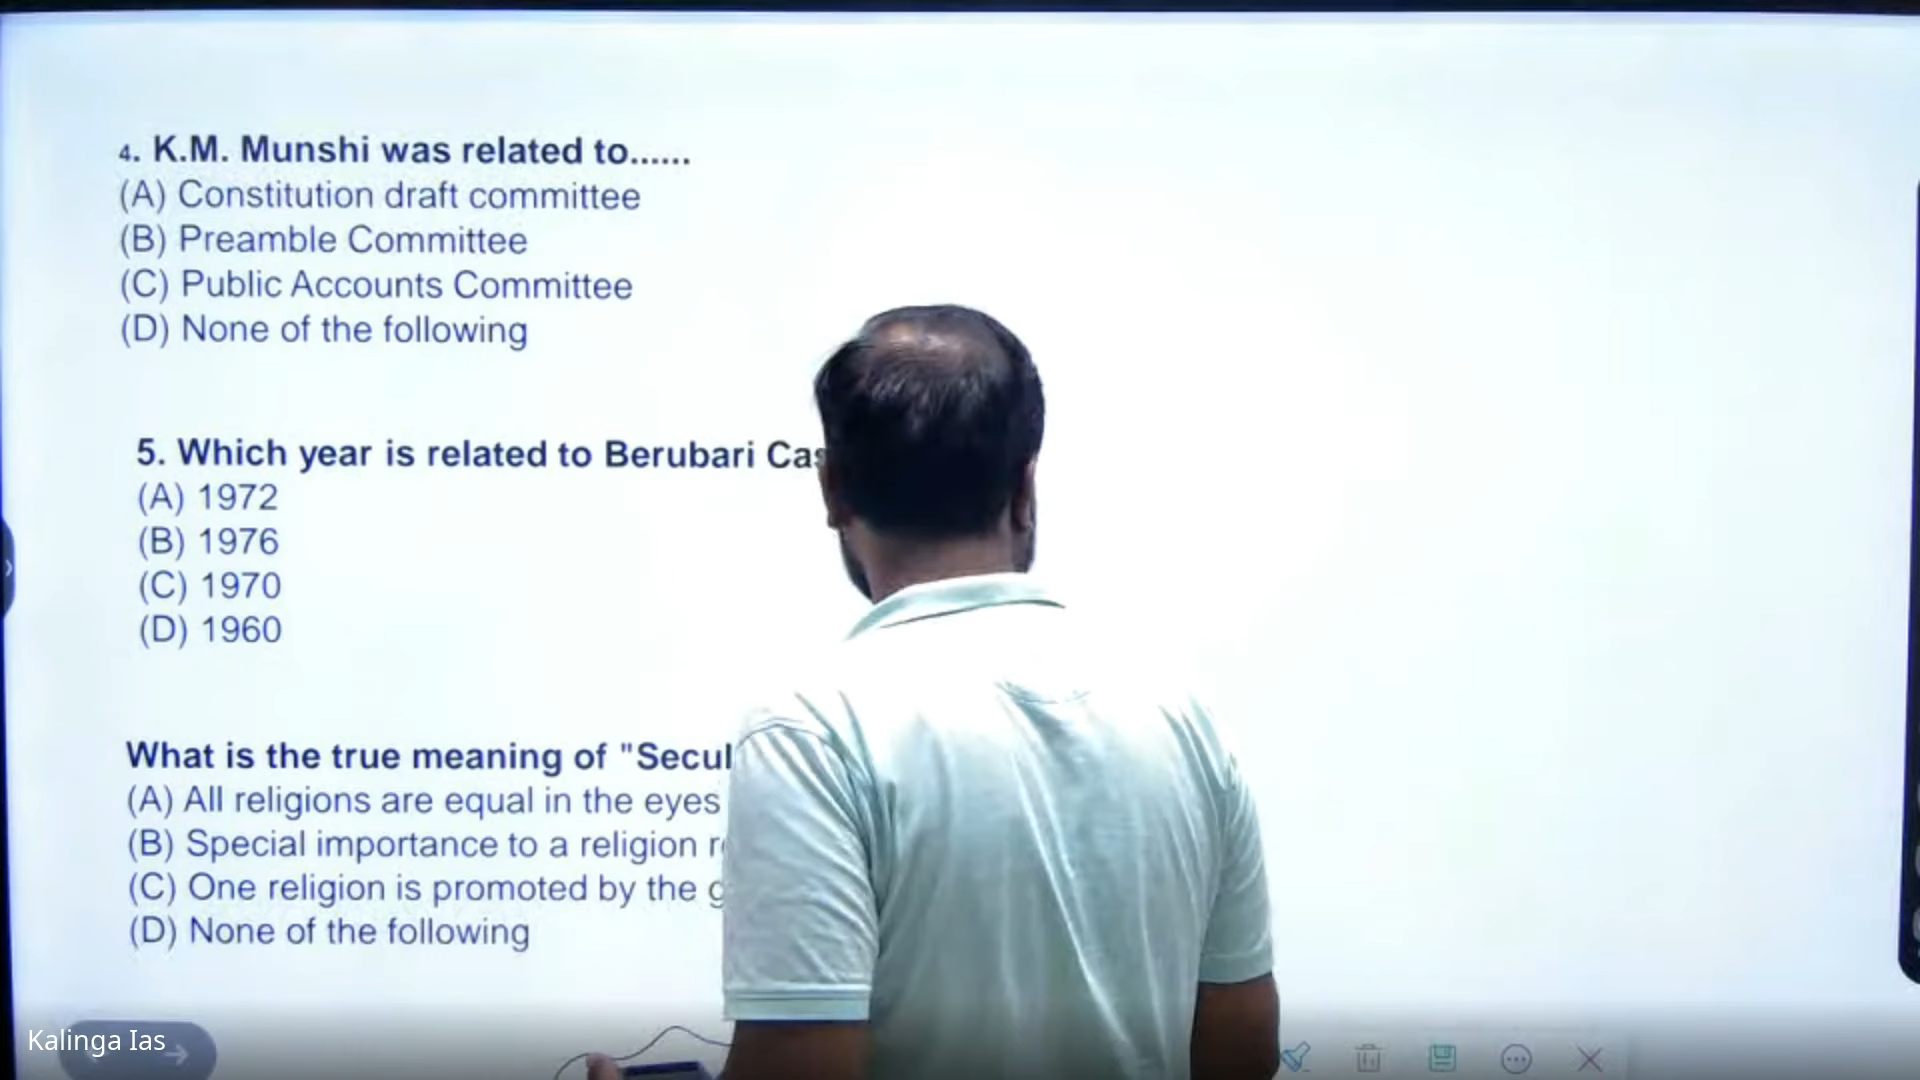 4. K.M. Munshi was related to......
(A) Constitution draft committee
(B) Preamble Committee
(C) Public Accounts Committee
(D) None of the following
5. Which year is related to Berubari
(A) 1972
(B) 1976
(C) 1970
(D) 1960
What is the true meaning of
(A) All religions are equal in the eyes
(B) Special importance to a religion
(C) One religion is promoted by the
(D) None of the following
Kalinga Ias